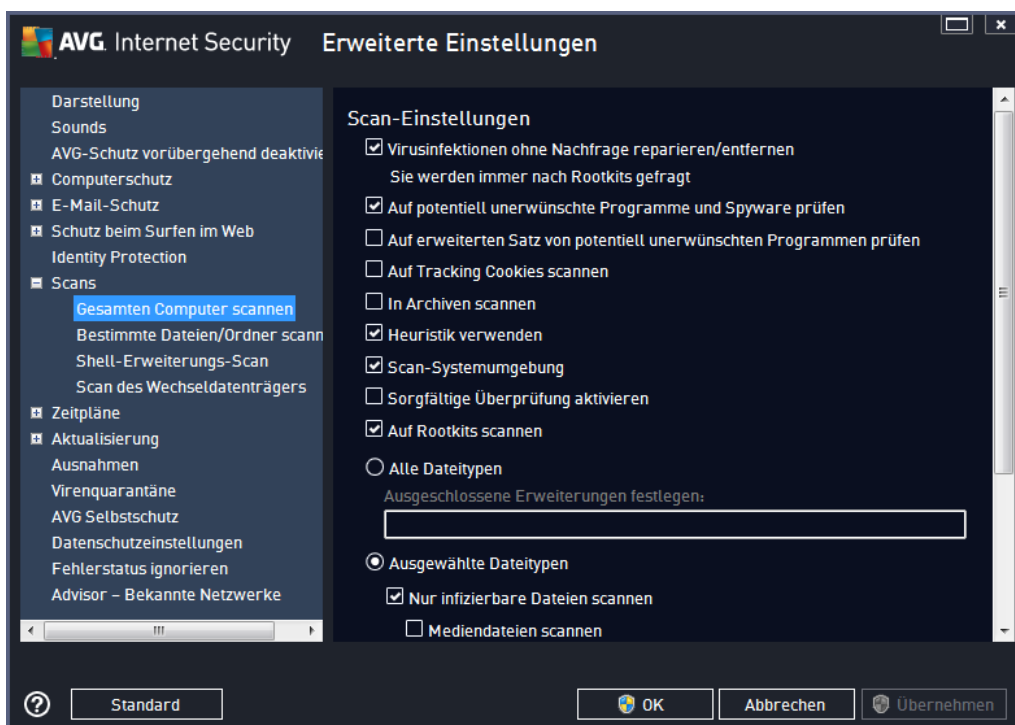 AVG. Internet Security Erweiterte Einstellungen
Darstellung
Sounds
AVG-Schutz vorübergehend deaktivie
Computerschutz
E-Mail-Schutz
Schutz beim Surfen im Web
Identity Protection
Scans
Gesamten Computer scannen
Bestimmte Dateien/Ordner scann
Shell-Erweiterungs-Scan
Scan des Wechseldatenträgers
Zeitpläne
Aktualisierung
Ausnahmen
Virenquarantäne
AVG Selbstschutz
Datenschutzeinstellungen
Fehlerstatus ignorieren
Advisor – Bekannte Netzwerke
Scan-Einstellungen
Virusinfektionen ohne Nachfrage reparieren/entfernen
Sie werden immer nach Rootkits gefragt
Auf potentiell unerwünschte Programme und Spyware prüfen
Auf erweiterten Satz von potentiell unerwünschten Programmen prüfen
Auf Tracking Cookies scannen
In Archiven scannen
Heuristik verwenden
Scan-Systemumgebung
Sorgfältige Überprüfung aktivieren
Auf Rootkits scannen
Alle Dateitypen
Ausgeschlossene Erweiterungen festlegen:
Ausgewählte Dateitypen
Nur infizierbare Dateien scannen
Mediendateien scannen
Standard
OK
Abbrechen
Übernehmen